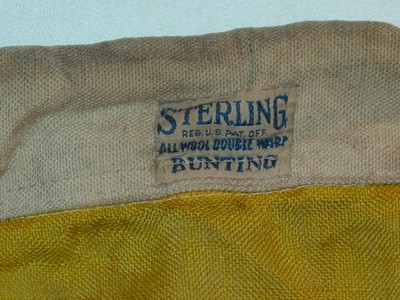 STERLING
REG. U.S. PAT. OFF.
ALL WOOL DOUBLE WARP
BUNTING